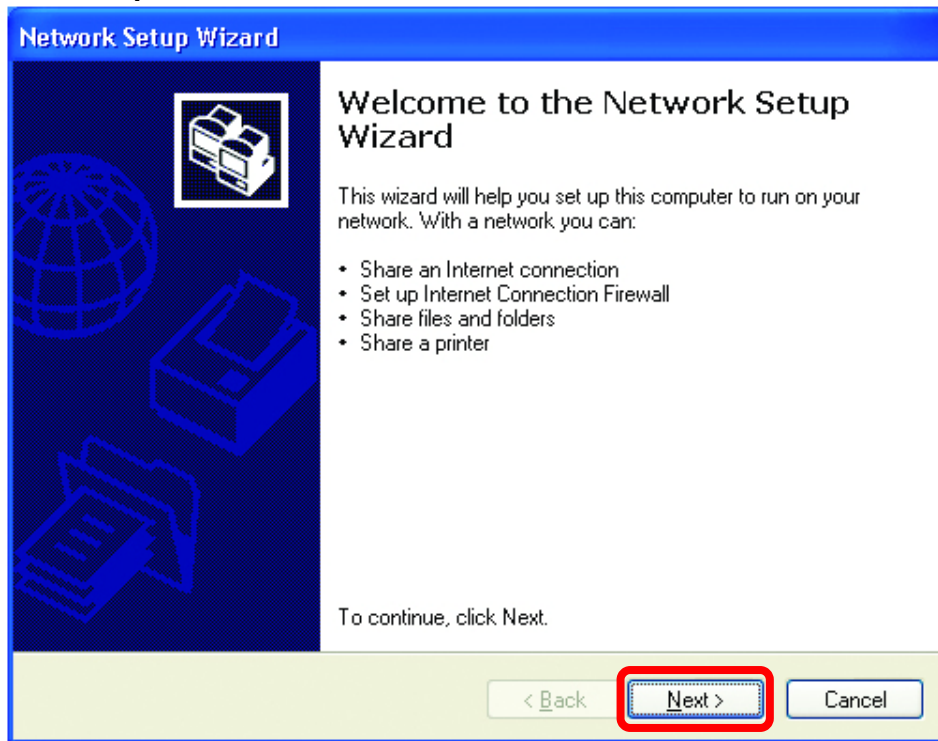 Network Setup Wizard
Welcome to the Network Setup
Wizard
This wizard will help you set up this computer to run on your
network. With a network you can:
• Share an Internet connection
• Set up Internet Connection Firewall
• Share files and folders
• Share a printer
To continue, click Next.
< Back Next > Cancel